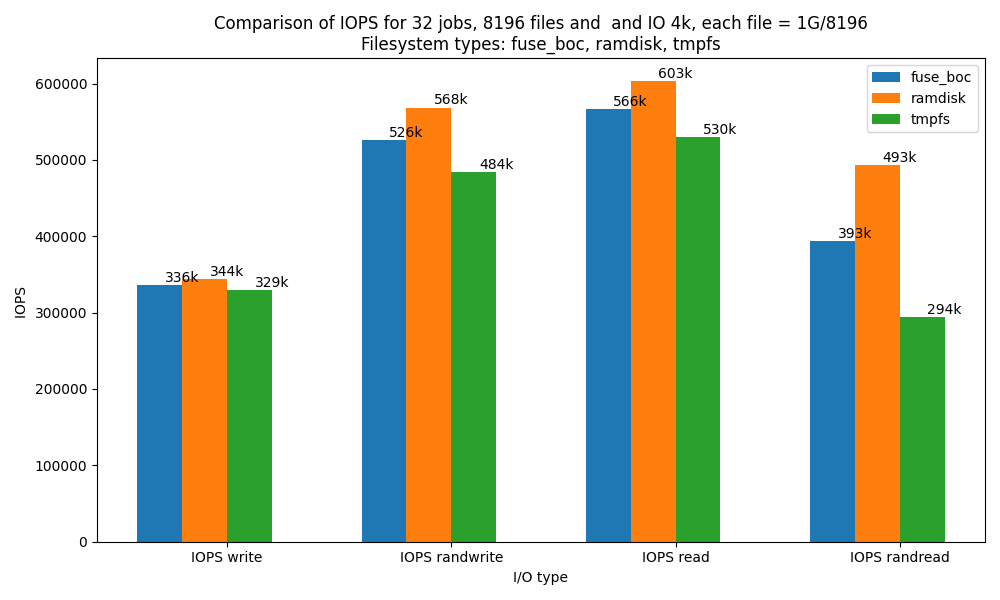 Comparison of IOPS for 32 jobs, 8196 files and  and IO 4k, each file = 1G/8196
Filesystem types: fuse_boc, ramdisk, tmpfs
fuse_boc
ramdisk
tmpfs
IOPS
600000
500000
400000
300000
200000
100000
0
336k
344k
329k
526k
568k
484k
566k
603k
530k
393k
493k
294k
IOPS write
IOPS randwrite
IOPS read
IOPS randread
I/O type